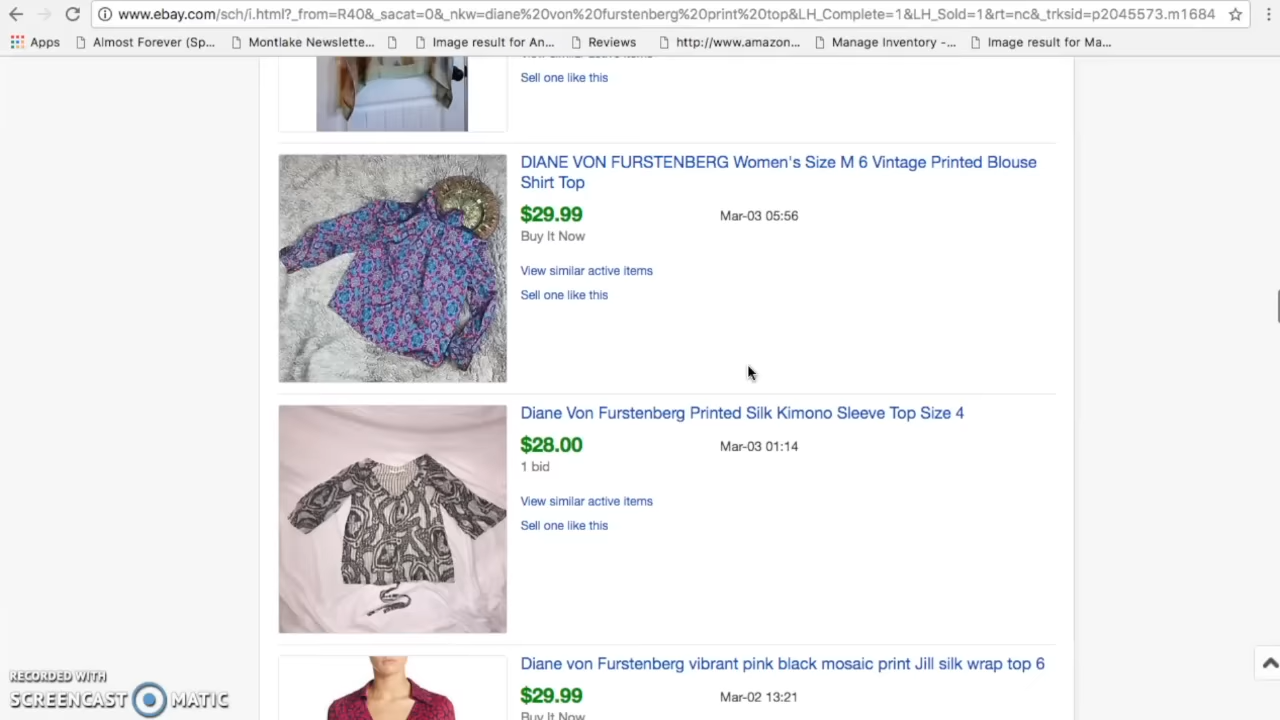 www.ebay.com/sch/i.html?_from=R40&_sacat=0&_nkw=diane%20von%20furstenberg%20print%20top&LH_Complete=1&LH_Sold=1&rt=nc&_trksid=p2045573.m1684
Apps Almost Forever (Sp... Montlake Newslette... Image result for An... Reviews http://www.amazon... Manage Inventory -... Image result for Ma...
View similar active items
Sell one like this
DIANE VON FURSTENBERG Women's Size M 6 Vintage Printed Blouse
Shirt Top
$29.99 Mar-03 05:56
Buy It Now
View similar active items
Sell one like this
Diane Von Furstenberg Printed Silk Kimono Sleeve Top Size 4
$28.00 Mar-03 01:14
1 bid
View similar active items
Sell one like this
Diane von Furstenberg vibrant pink black mosaic print Jill silk wrap top 6
$29.99 Mar-02 13:21
Buy It Now
RECORDED WITH
SCREENCAST MATIC